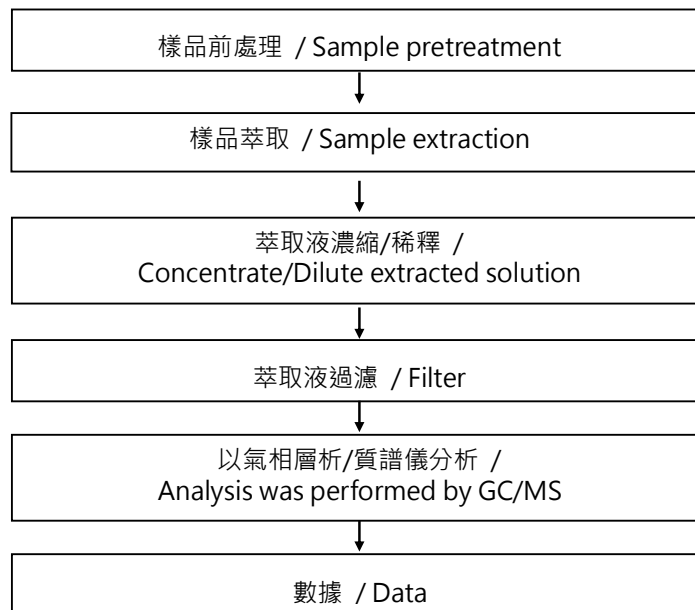 樣品前處理 / Sample pretreatment
樣品萃取 / Sample extraction
萃取液濃縮/稀釋 /
Concentrate/Dilute extracted solution
萃取液過濾 / Filter
以氣相層析/質譜儀分析 /
Analysis was performed by GC/MS
數據 / Data